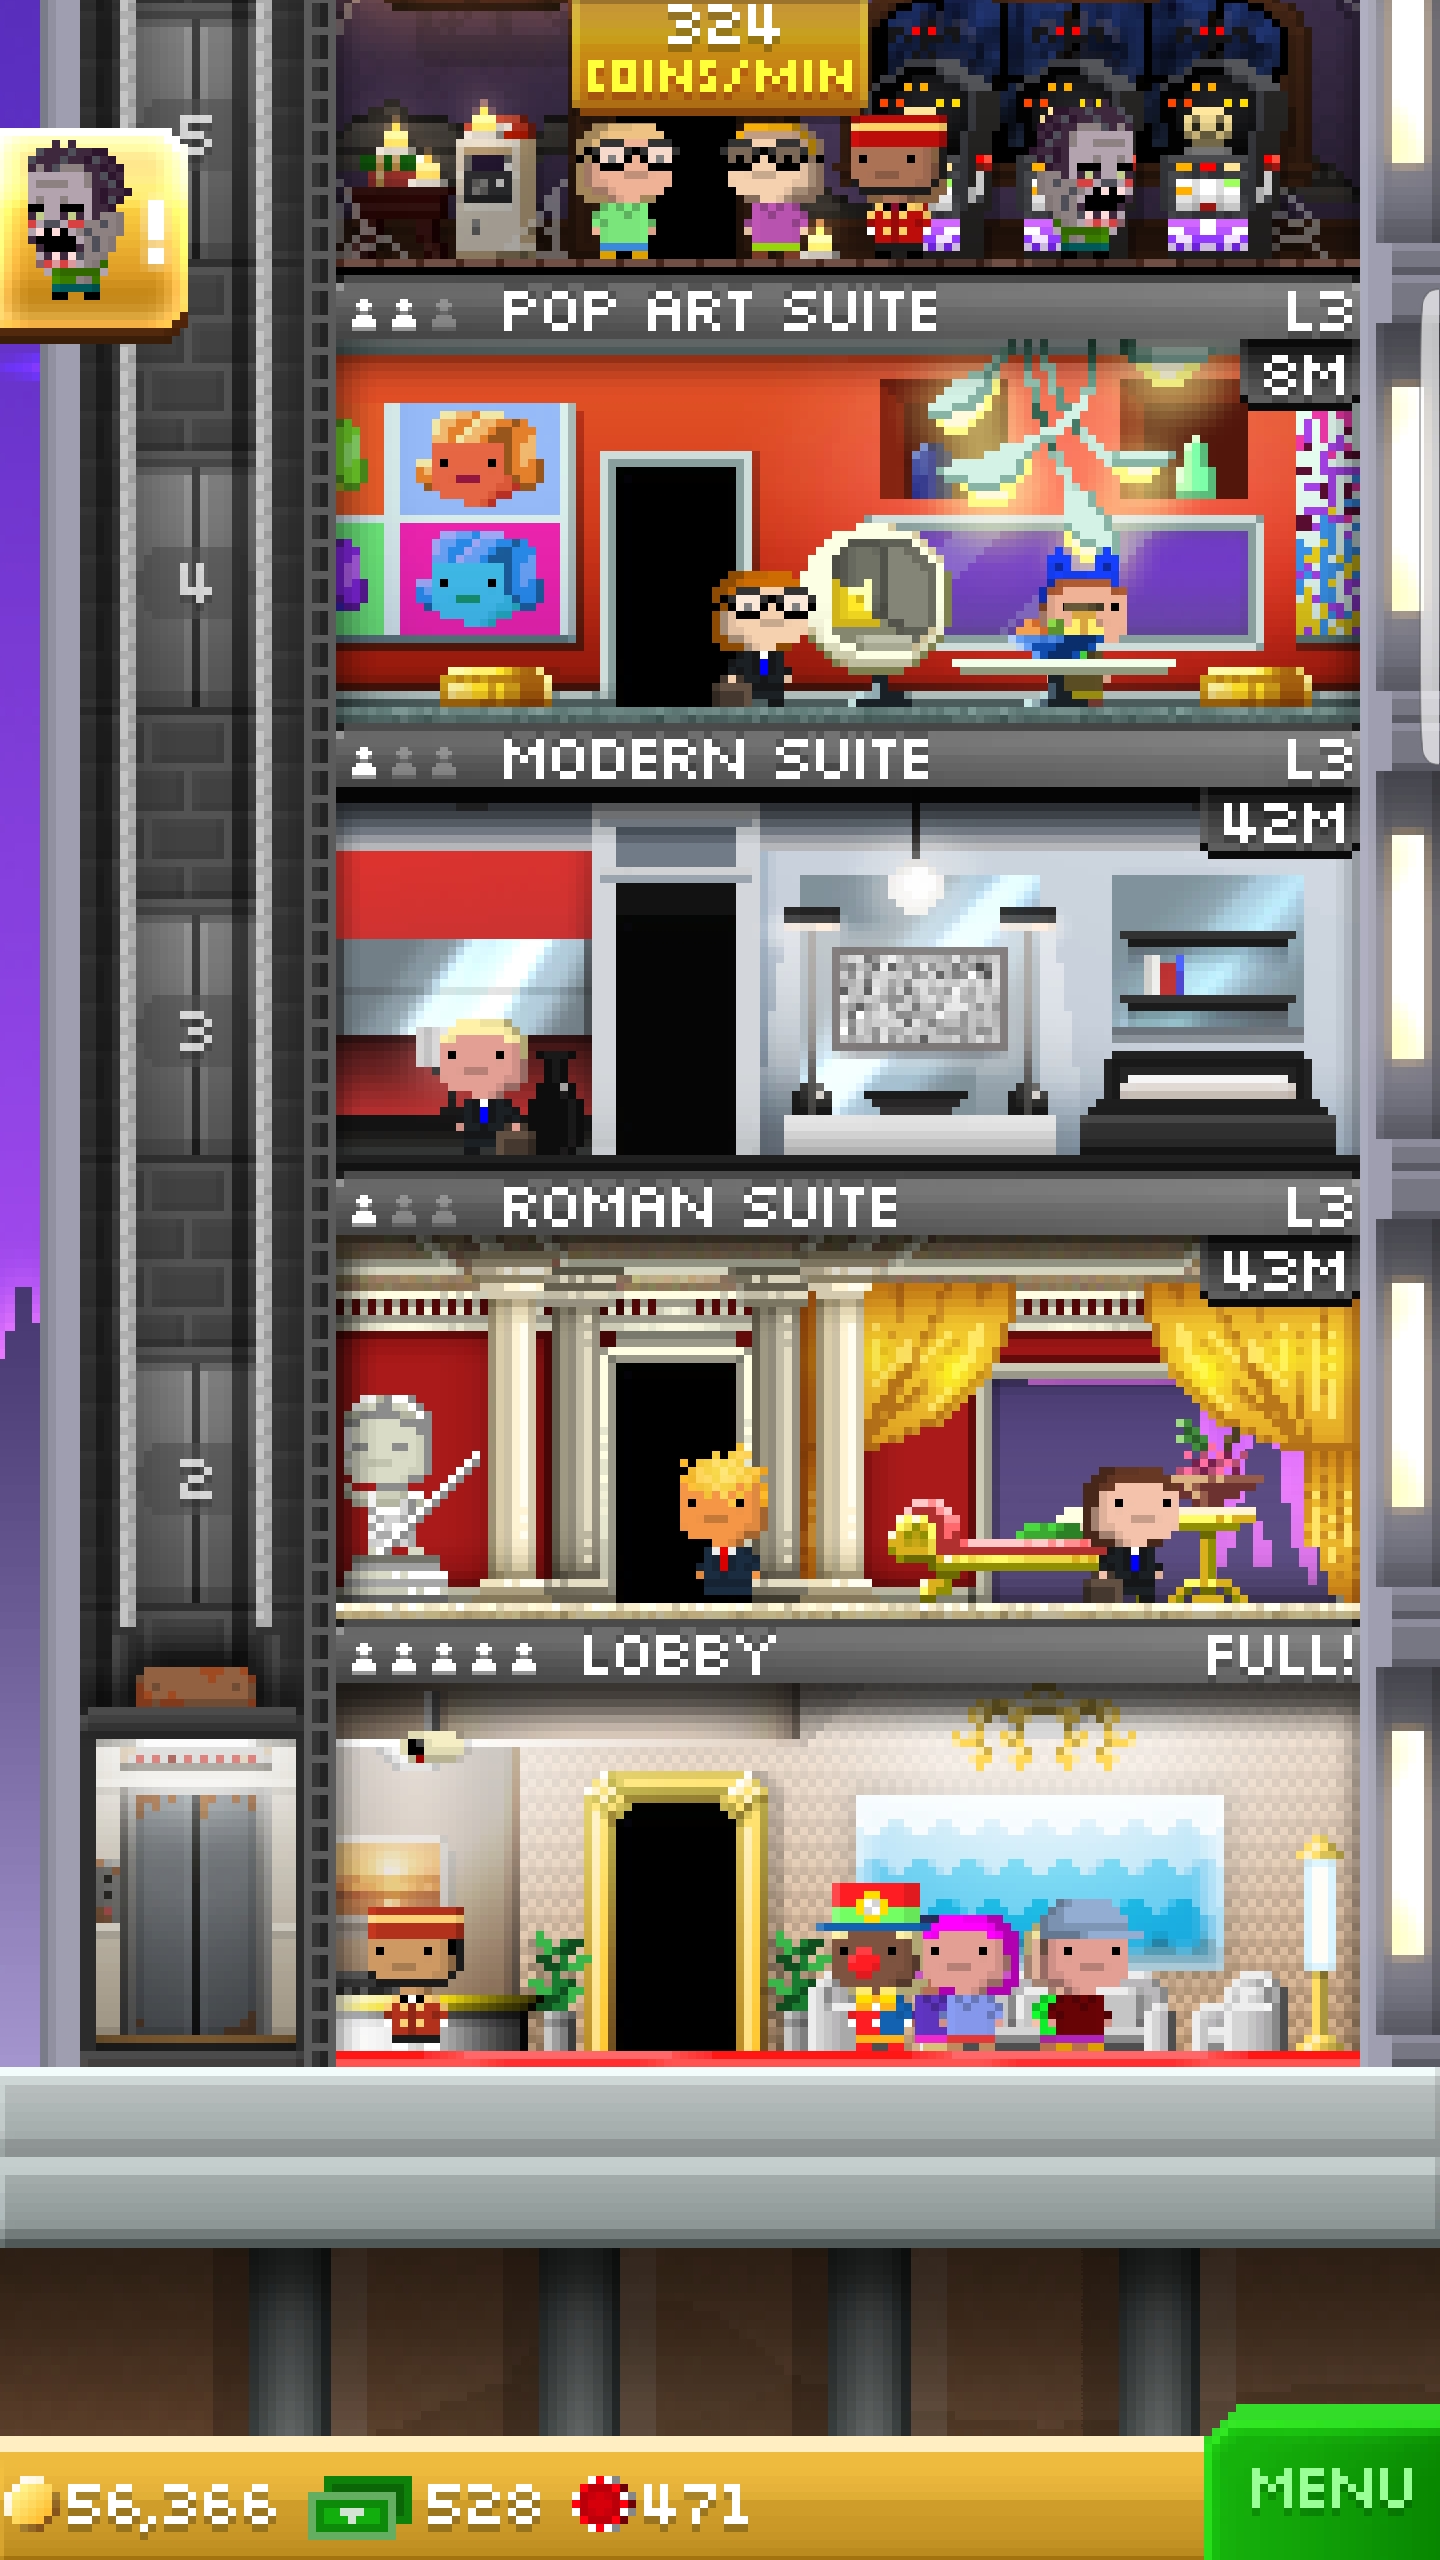 324
COINS/MIN
5
!
POP ART SUITE L3
8M
4
MODERN SUITE L3
42M
3
ROMAN SUITE L3
43M
2
LOBBY FULL!
56,366 528 471
MENU